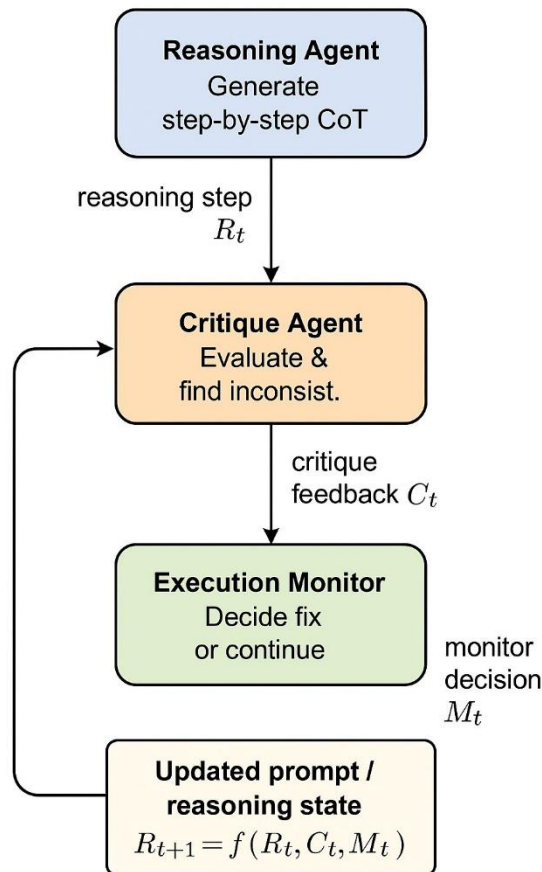 Reasoning Agent
Generate
step-by-step CoT
reasoning step
R_t
Critique Agent
Evaluate &
find inconsist.
critique
feedback C_t
Execution Monitor
Decide fix
or continue
monitor
decision
M_t
Updated prompt /
reasoning state
R_{t+1} = f(R_t, C_t, M_t)